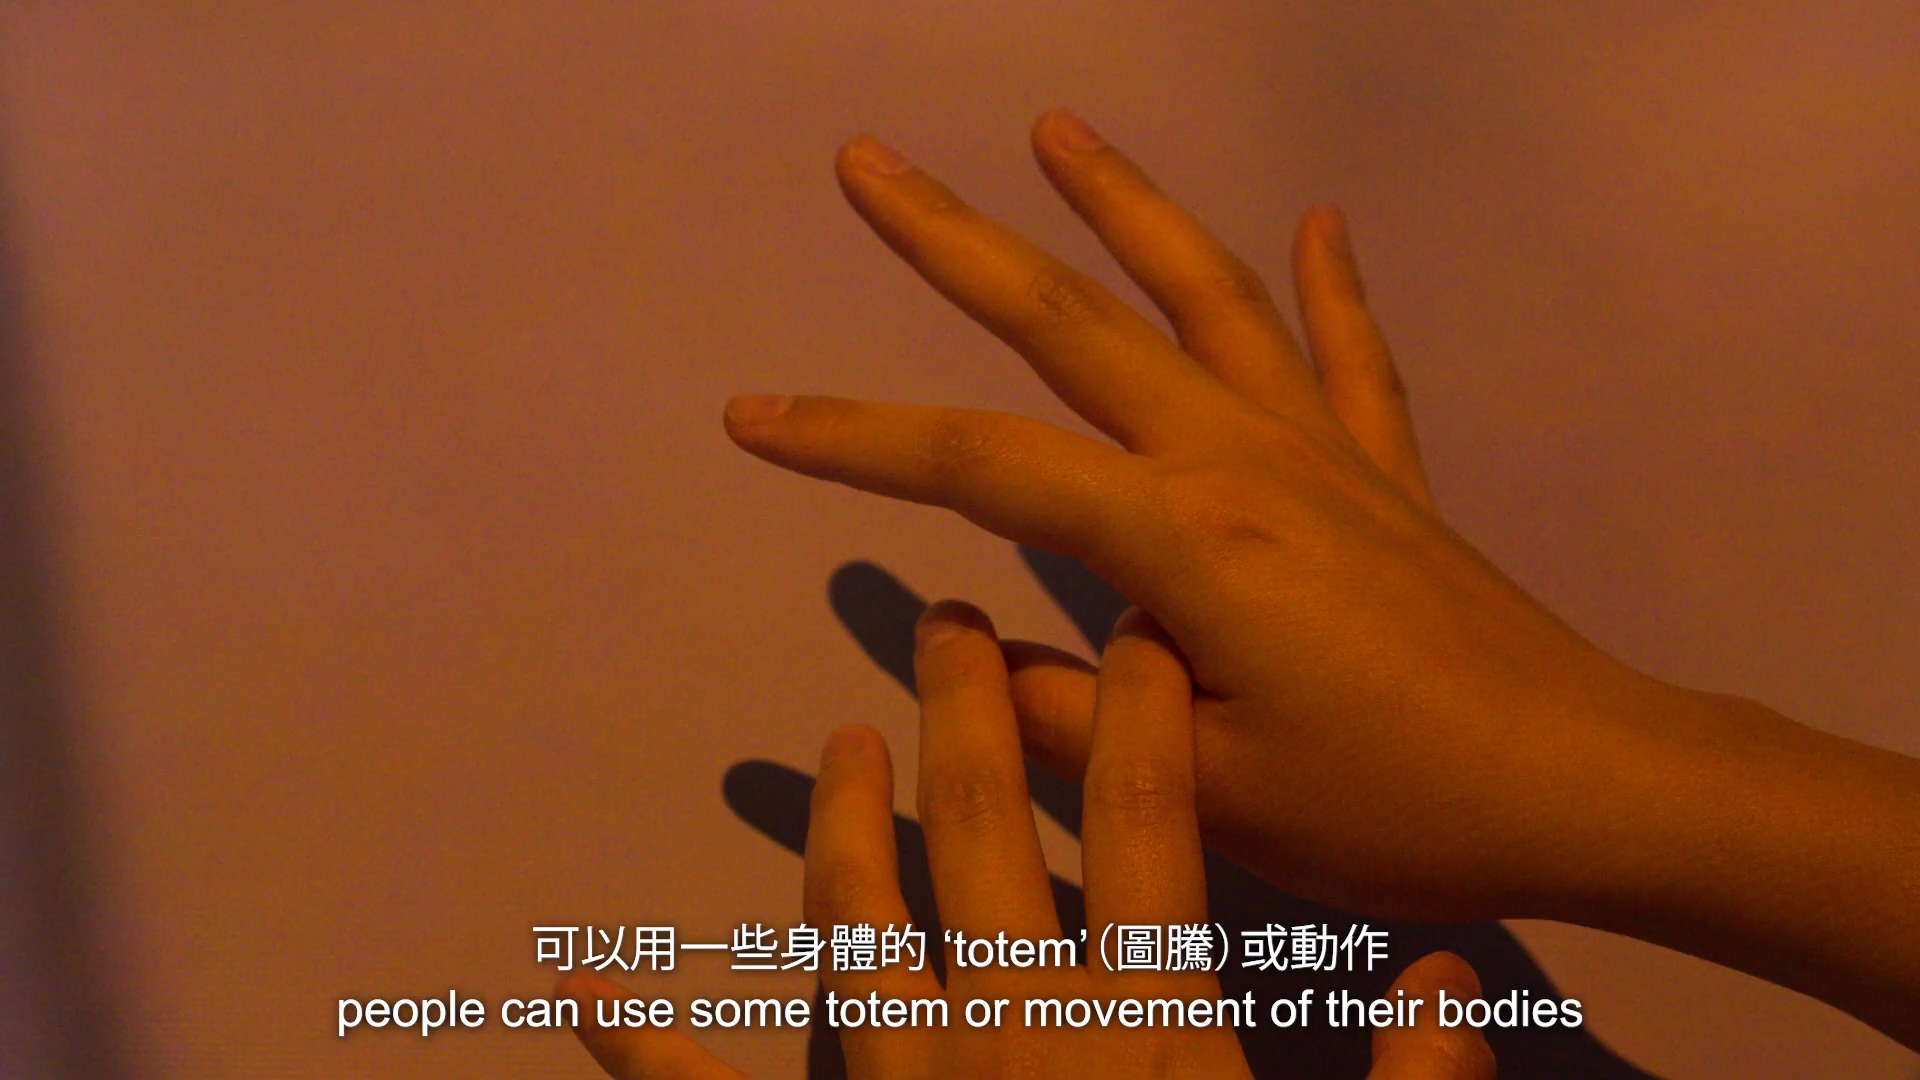 可以用一些身體的 ‘totem’（圖騰）或動作
people can use some totem or movement of their bodies